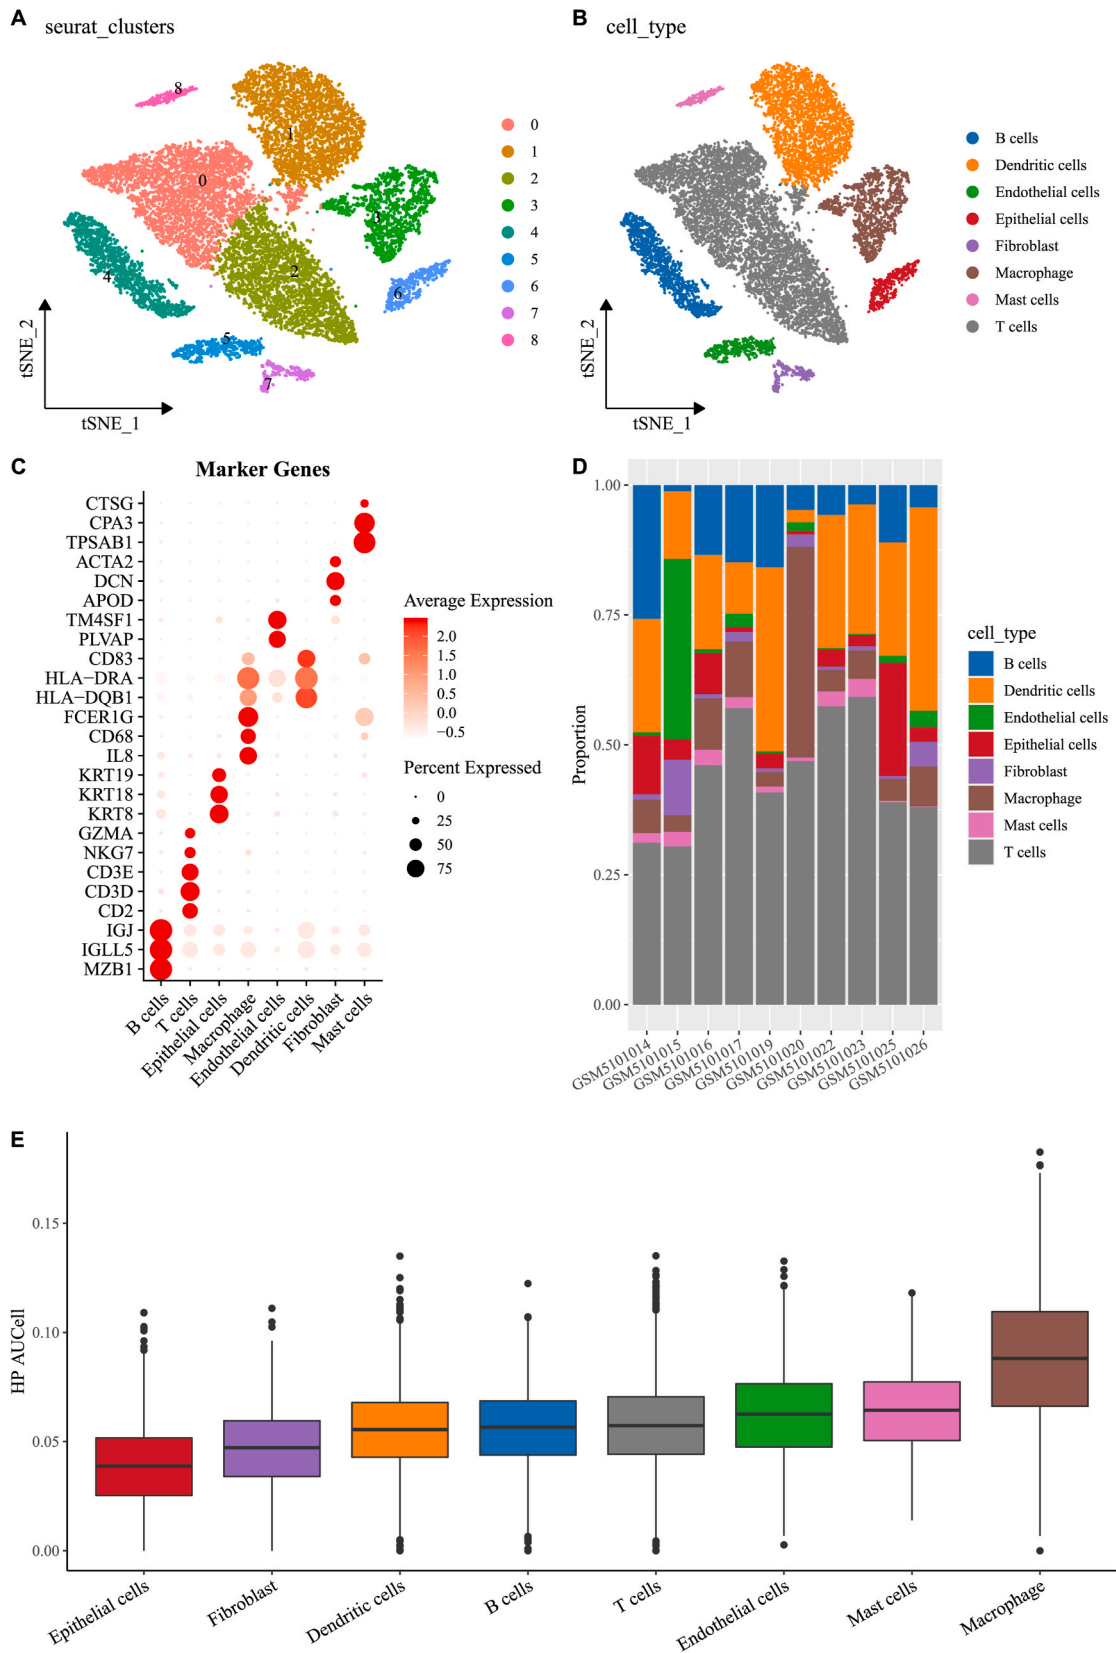 A
seurat_clusters
8
1
0
3
2
4
6
5
7
tSNE_2
tSNE_1
0
1
2
3
4
5
6
7
8
B
cell_type
tSNE_2
tSNE_1
B cells
Dendritic cells
Endothelial cells
Epithelial cells
Fibroblast
Macrophage
Mast cells
T cells
C
Marker Genes
CTSG
CPA3
TPSAB1
ACTA2
DCN
APOD
TM4SF1
PLVAP
CD83
HLA−DRA
HLA−DQB1
FCER1G
CD68
IL8
KRT19
KRT18
KRT8
GZMA
NKG7
CD3E
CD3D
CD2
IGJ
IGLL5
MZB1
B cells
T cells
Epithelial cells
Macrophage
Endothelial cells
Dendritic cells
Fibroblast
Mast cells
Average Expression
2.0
1.5
1.0
0.5
0.0
−0.5
Percent Expressed
0
25
50
75
D
Proportion
1.00
0.75
0.50
0.25
0.00
GSM5101014
GSM5101015
GSM5101016
GSM5101017
GSM5101019
GSM5101020
GSM5101022
GSM5101023
GSM5101025
GSM5101026
cell_type
B cells
Dendritic cells
Endothelial cells
Epithelial cells
Fibroblast
Macrophage
Mast cells
T cells
E
HP AUCell
0.15
0.10
0.05
0.00
Epithelial cells
Fibroblast
Dendritic cells
B cells
T cells
Endothelial cells
Mast cells
Macrophage